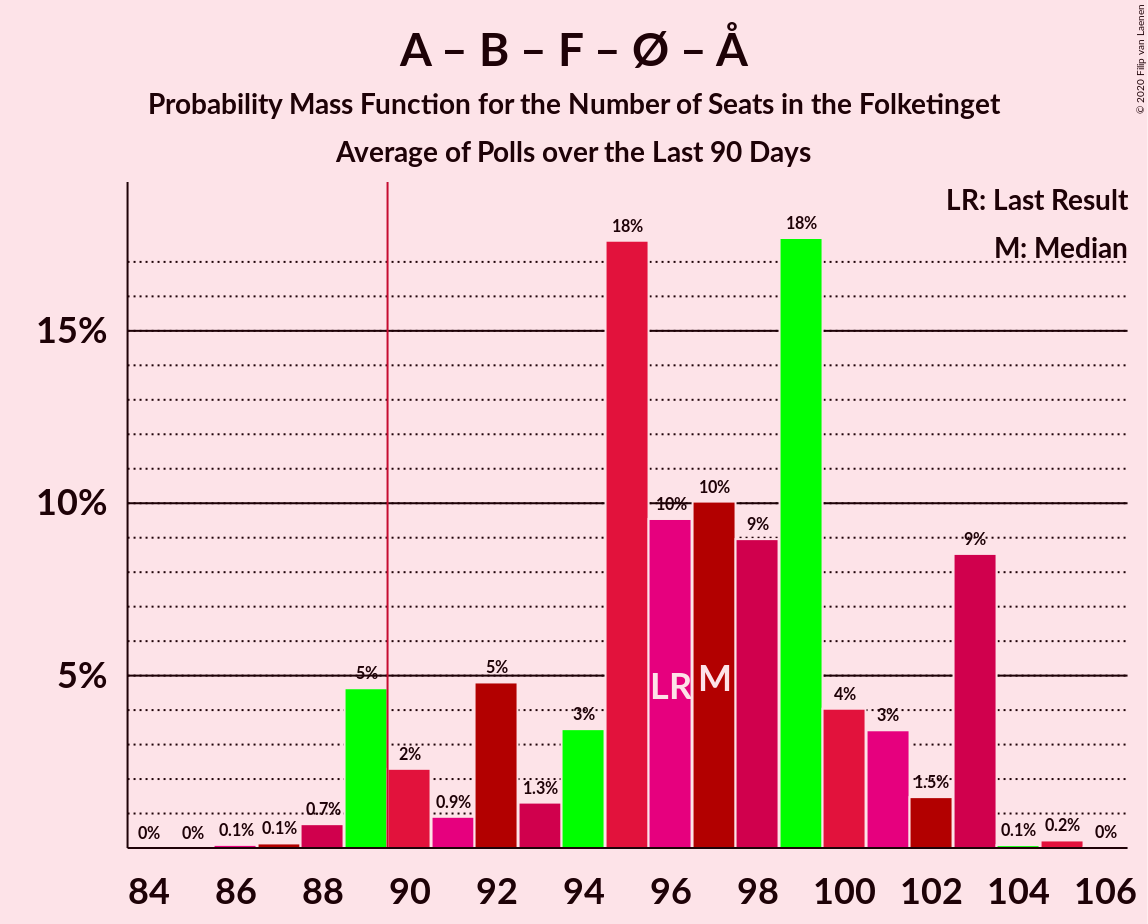 A – B – F – Ø – Å
Probability Mass Function for the Number of Seats in the Folketinget
Average of Polls over the Last 90 Days
© 2020 Filip van Laenen
LR: Last Result
M: Median
15%
10%
5%
0%
0%
0.1%
0.1%
0.7%
5%
2%
0.9%
5%
1.3%
3%
18%
10%
10%
9%
18%
4%
3%
1.5%
9%
0.1%
0.2%
0%
LR
M
84 86 88 90 92 94 96 98 100 102 104 106